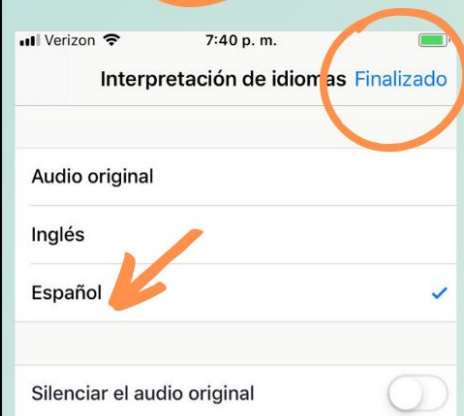 Verizon 7:40 p. m.
Interpretación de idiomas Finalizado
Audio original
Inglés
Español
Silenciar el audio original